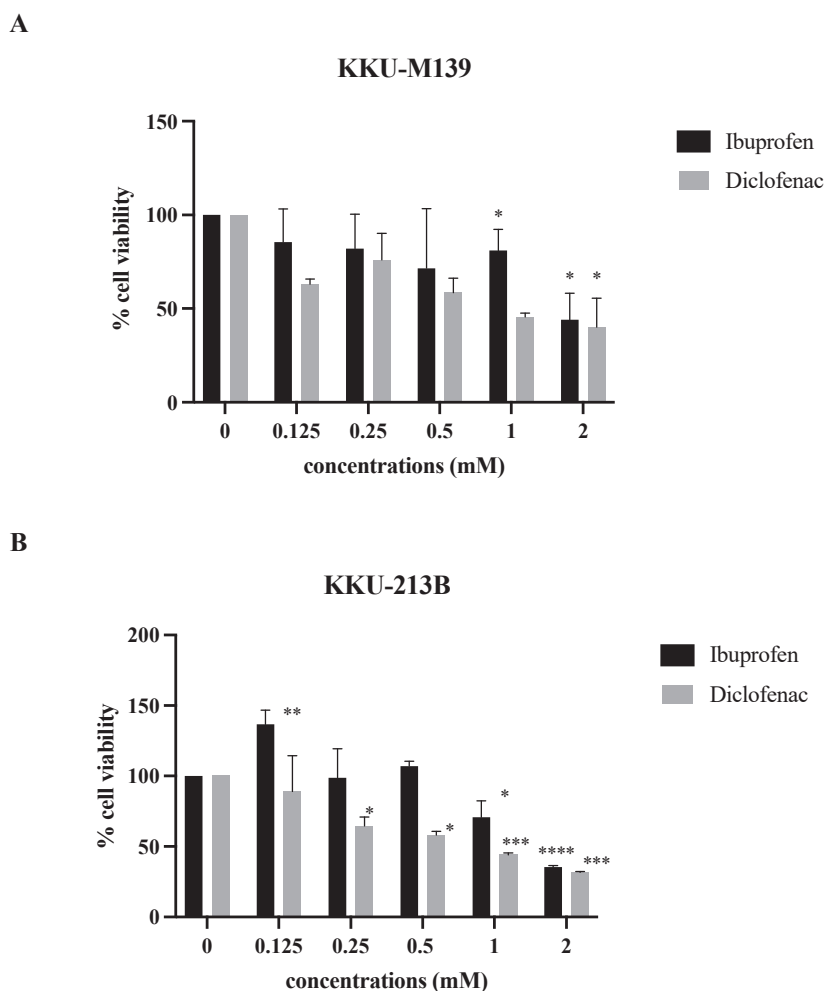 A
KKU-M139
Ibuprofen
Diclofenac
% cell viability
150
100
50
0
*
* *
0 0.125 0.25 0.5 1 2
concentrations (mM)
B
KKU-213B
Ibuprofen
Diclofenac
% cell viability
200
150
100
50
0
**
*
*
*
***
****
***
0 0.125 0.25 0.5 1 2
concentrations (mM)